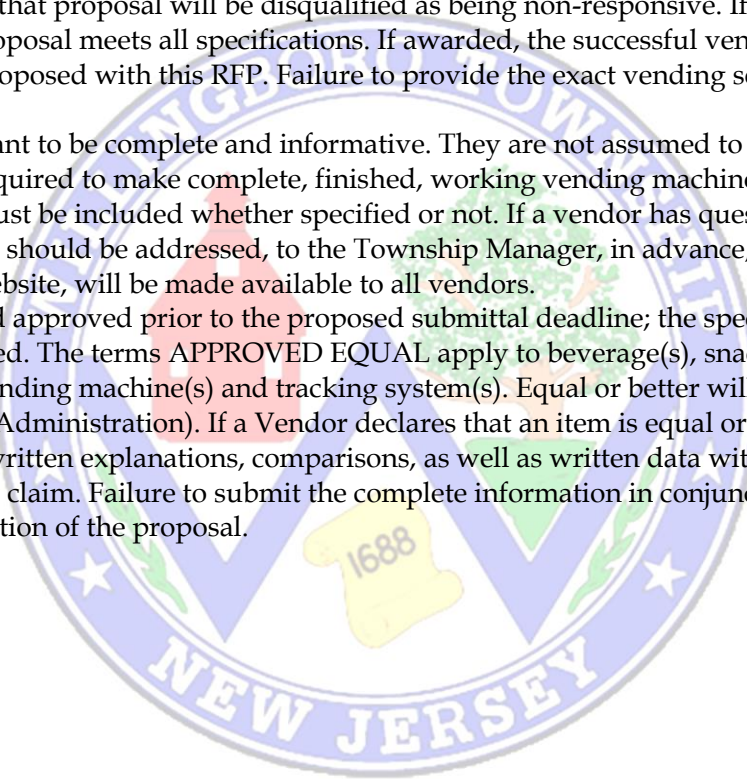 that proposal will be disqualified as being non-responsive. If
oposal meets all specifications. If awarded, the successful ven
oposed with this RFP. Failure to provide the exact vending se
ant to be complete and informative. They are not assumed to
quired to make complete, finished, working vending machine
ust be included whether specified or not. If a vendor has ques
should be addressed, to the Township Manager, in advance,
ebsite, will be made available to all vendors.
d approved prior to the proposed submittal deadline; the spec
ed. The terms APPROVED EQUAL apply to beverage(s), snac
nding machine(s) and tracking system(s). Equal or better will
Administration). If a Vendor declares that an item is equal or
written explanations, comparisons, as well as written data wit
claim. Failure to submit the complete information in conjunc
tion of the proposal.
WILLINGBORO TOWNSHIP
1688
NEW JERSEY